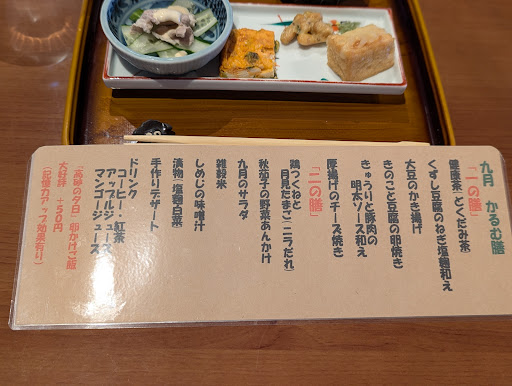 九月 かるむ膳
「一の膳」
健康茶(どくだみ茶)
くずし豆腐のねぎ塩麹和え
大豆のかき揚げ
きのこと豆腐の卵焼き
きゅうりと豚肉の
明太ソース和え
厚揚げのチーズ焼き
「二の膳」
鶏つくねと
月見たまご(ニラだれ)
秋茄子の野菜あんかけ
九月のサラダ
雑穀米
しめじの味噌汁
漬物(塩麹白菜)
手作りデザート
ドリンク
コーヒー・紅茶
アップルジュース
マンゴージュース
「高砂の夕日」卵かけご飯
大好評 +50円
(記憶力アップ効果有り)